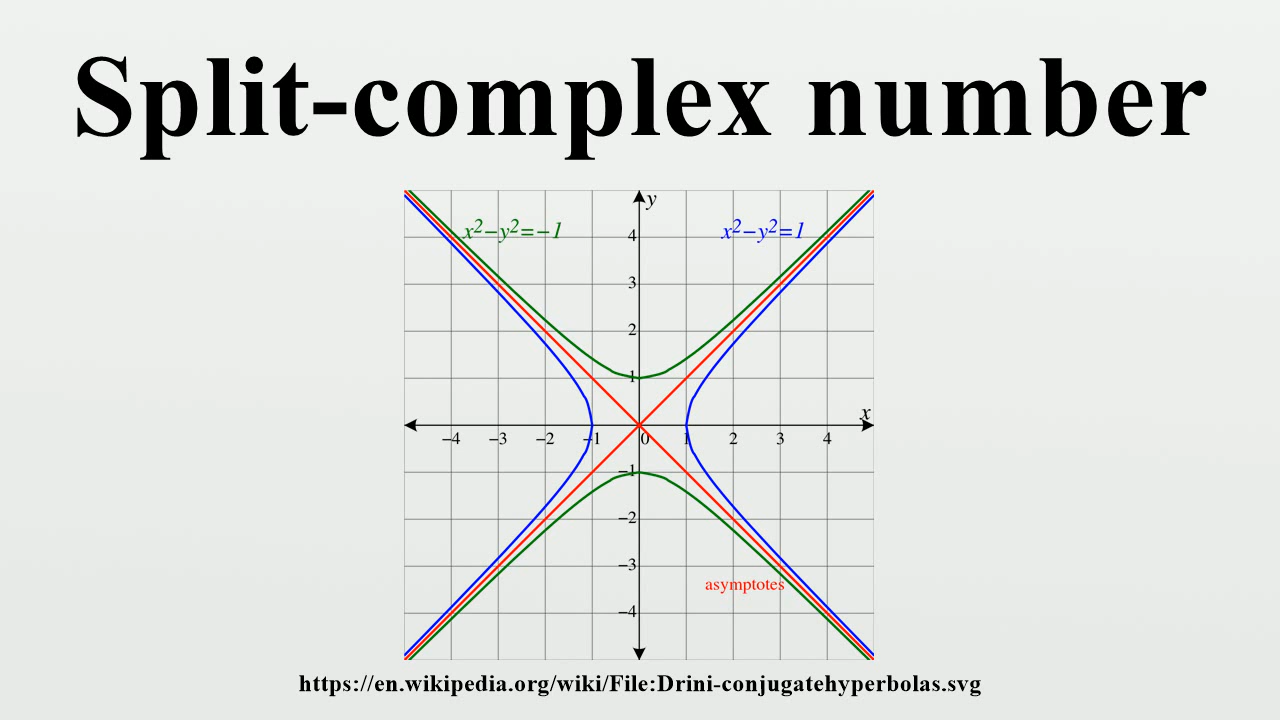 Split-complex number
y
x²−y²=−1 x²−y²=1
4
3
2
1
x
−4 −3 −2 −1 0 1 2 3 4
−1
−2
−3
asymptotes
−4
https://en.wikipedia.org/wiki/File:Drini-conjugatehyperbolas.svg